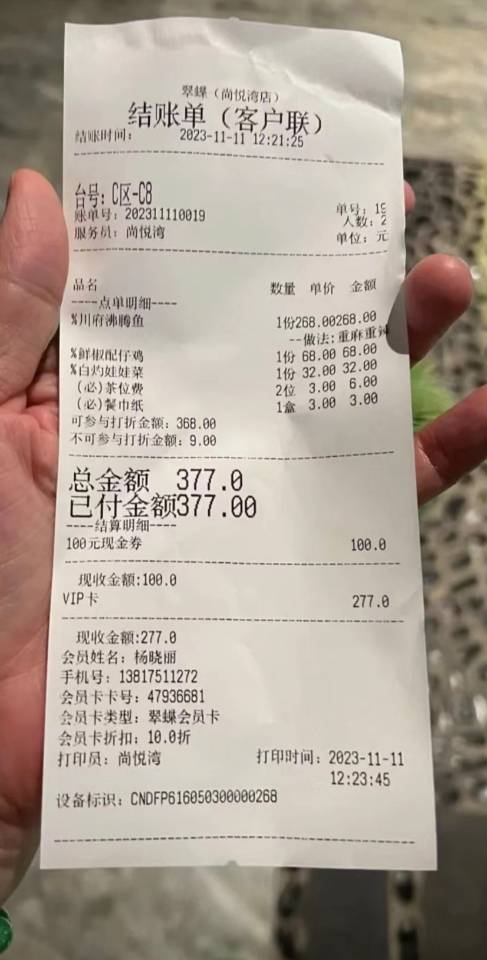 翠蝶（尚悦湾店）
结账单（客户联）
结账时间： 2023-11-11 12:21:25
台号：C区-C8
账单号：202311110019 单号：19
服务员：尚悦湾 人数：2
单位：元
品名 数量 单价 金额
----点单明细----
%川府沸腾鱼 1份268.00268.00
--做法:重麻重辣
%鲜椒配仔鸡 1份 68.00 68.00
%白灼娃娃菜 1份 32.00 32.00
(必)茶位费 2位 3.00 6.00
(必)餐巾纸 1盒 3.00 3.00
可参与打折金额：368.00
不可参与打折金额：9.00
总金额 377.0
已付金额377.00
----结算明细----
100元现金券 100.0
现收金额:100.0
VIP卡 277.0
现收金额:277.0
会员姓名：杨晓丽
手机号：13817511272
会员卡卡号：47936681
会员卡类型：翠蝶会员卡
会员卡折扣：10.0折
打印员：尚悦湾 打印时间：2023-11-11
12:23:45
设备标识：CNDFP616050300000268